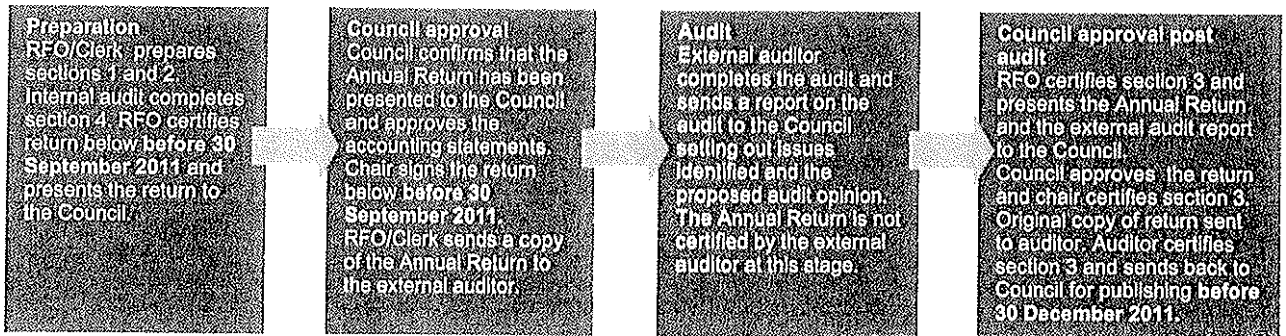 Preparation
RFO/Clerk prepares
sections 1 and 2
Internal audit completes
section 4. RFO certifies
return below before 30
September 2011 and
presents the return to
the Council.
Council approval
Council confirms that the
Annual Return has been
presented to the Council
and approves the
accounting statements.
Chair signs the return
below before 30
September 2011.
RFO/Clerk sends a copy
of the Annual Return to
the external auditor.
Audit
External auditor
completes the audit and
sends a report on the
audit to the Council
setting out issues
identified and the
proposed audit opinion.
The Annual Return is not
certified by the external
auditor at this stage.
Council approval post
audit
RFO certifies section 3 and
presents the Annual Return
and the external audit report
to the Council.
Council approves the return
and chair certifies section 3.
Original copy of return sent
to auditor. Auditor certifies
section 3 and sends back to
Council for publishing before
30 December 2011.